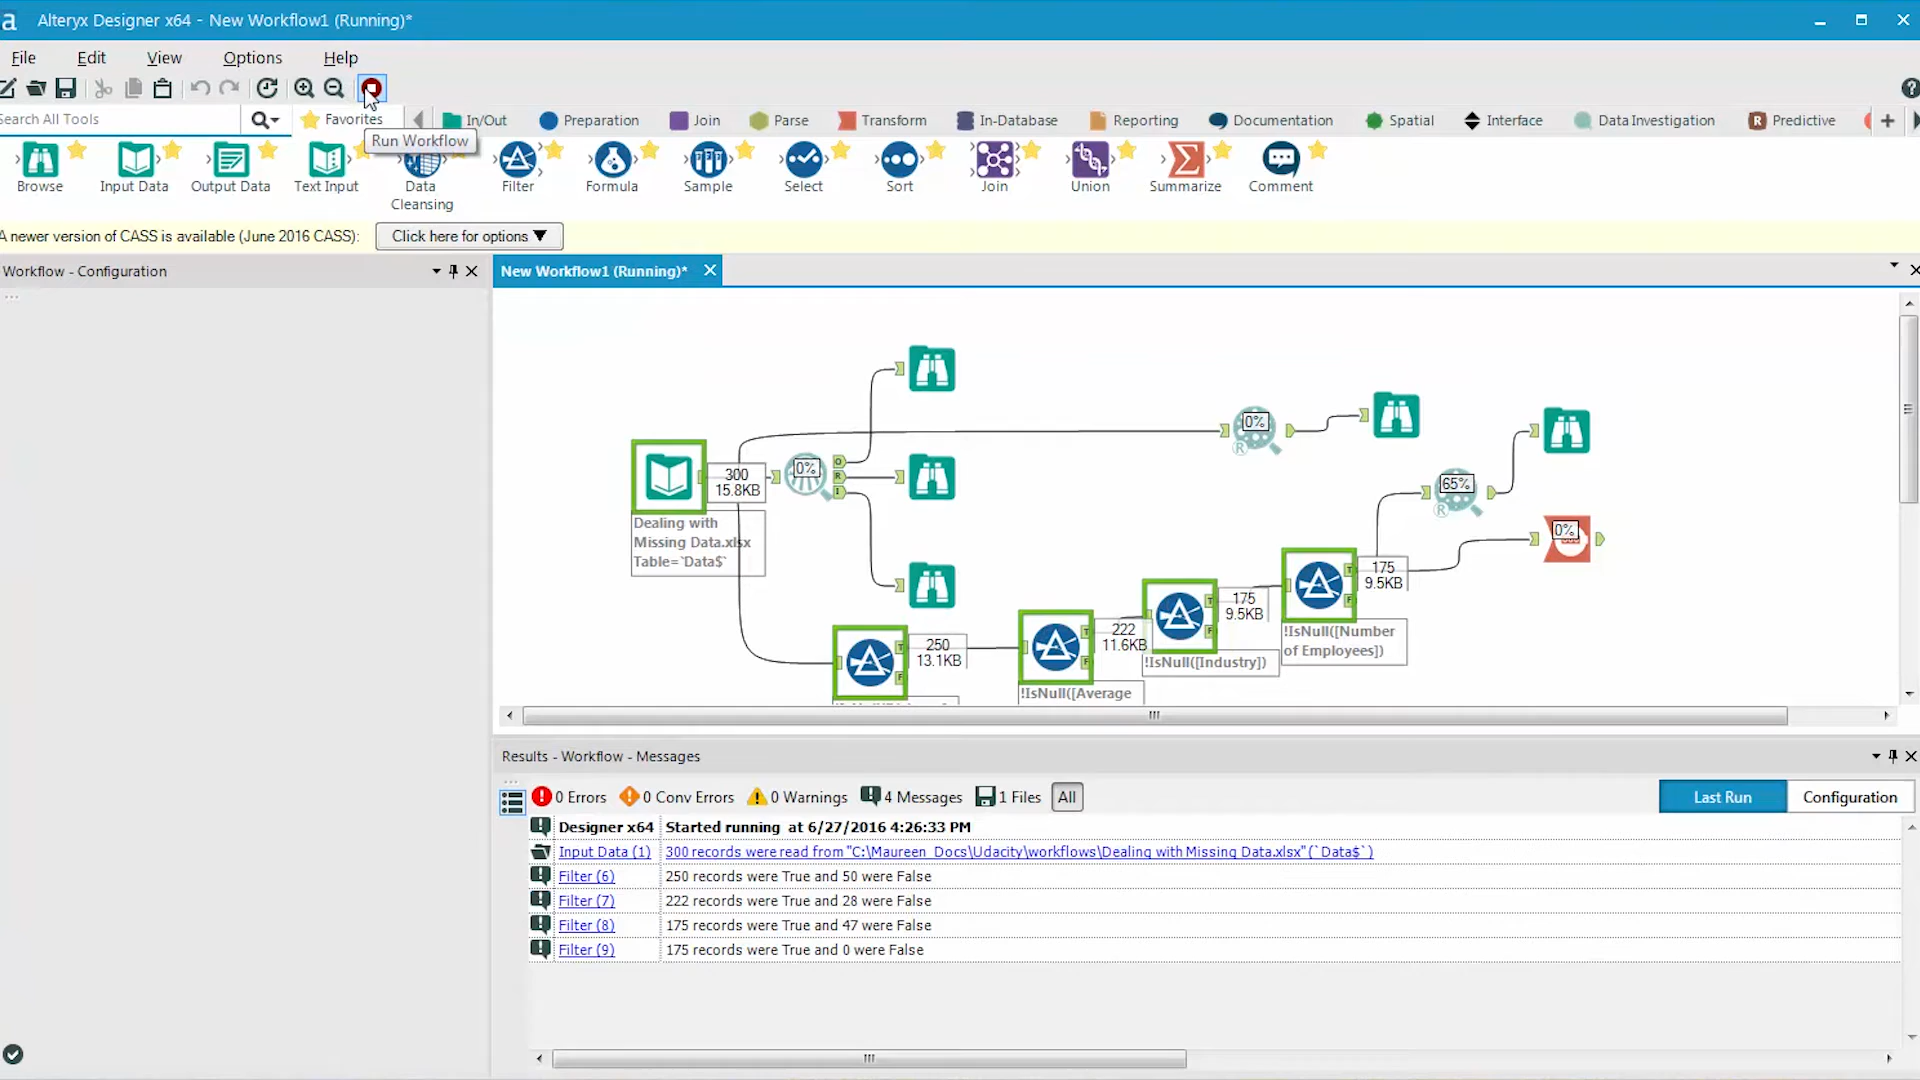 a Alteryx Designer x64 - New Workflow1 (Running)*
File Edit View Options Help
Search All Tools
Favorites In/Out Preparation Join Parse Transform In-Database Reporting Documentation Spatial Interface Data Investigation R Predictive
Run Workflow
Browse Input Data Output Data Text Input Data Cleansing Filter Formula Sample Select Sort Join Union Summarize Comment
A newer version of CASS is available (June 2016 CASS): Click here for options ▼
Workflow - Configuration
New Workflow1 (Running)*
0%
0%
R
O
300
15.8KB
0%
R
I
65%
R
Dealing with
Missing Data.xlsx
Table=`Data$`
0%
175
9.5KB
T
F
175
9.5KB
T
F
!IsNull([Number
of Employees])
222
11.6KB
T
F
!IsNull([Industry])
250
13.1KB
T
F
!IsNull([Average
Results - Workflow - Messages
0 Errors 0 Conv Errors 0 Warnings 4 Messages 1 Files All Last Run Configuration
Designer x64 Started running at 6/27/2016 4:26:33 PM
Input Data (1) 300 records were read from "C:\Maureen_Docs\Udacity\workflows\Dealing with Missing Data.xlsx" (`Data$`)
Filter (6) 250 records were True and 50 were False
Filter (7) 222 records were True and 28 were False
Filter (8) 175 records were True and 47 were False
Filter (9) 175 records were True and 0 were False